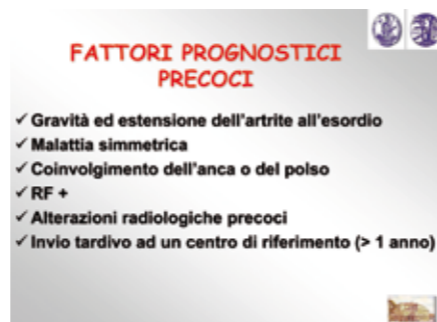 FATTORI PROGNOSTICI
PRECOCI
✓ Gravità ed estensione dell'artrite all'esordio
✓ Malattia simmetrica
✓ Coinvolgimento dell'anca o del polso
✓ RF +
✓ Alterazioni radiologiche precoci
✓ Invio tardivo ad un centro di riferimento (> 1 anno)